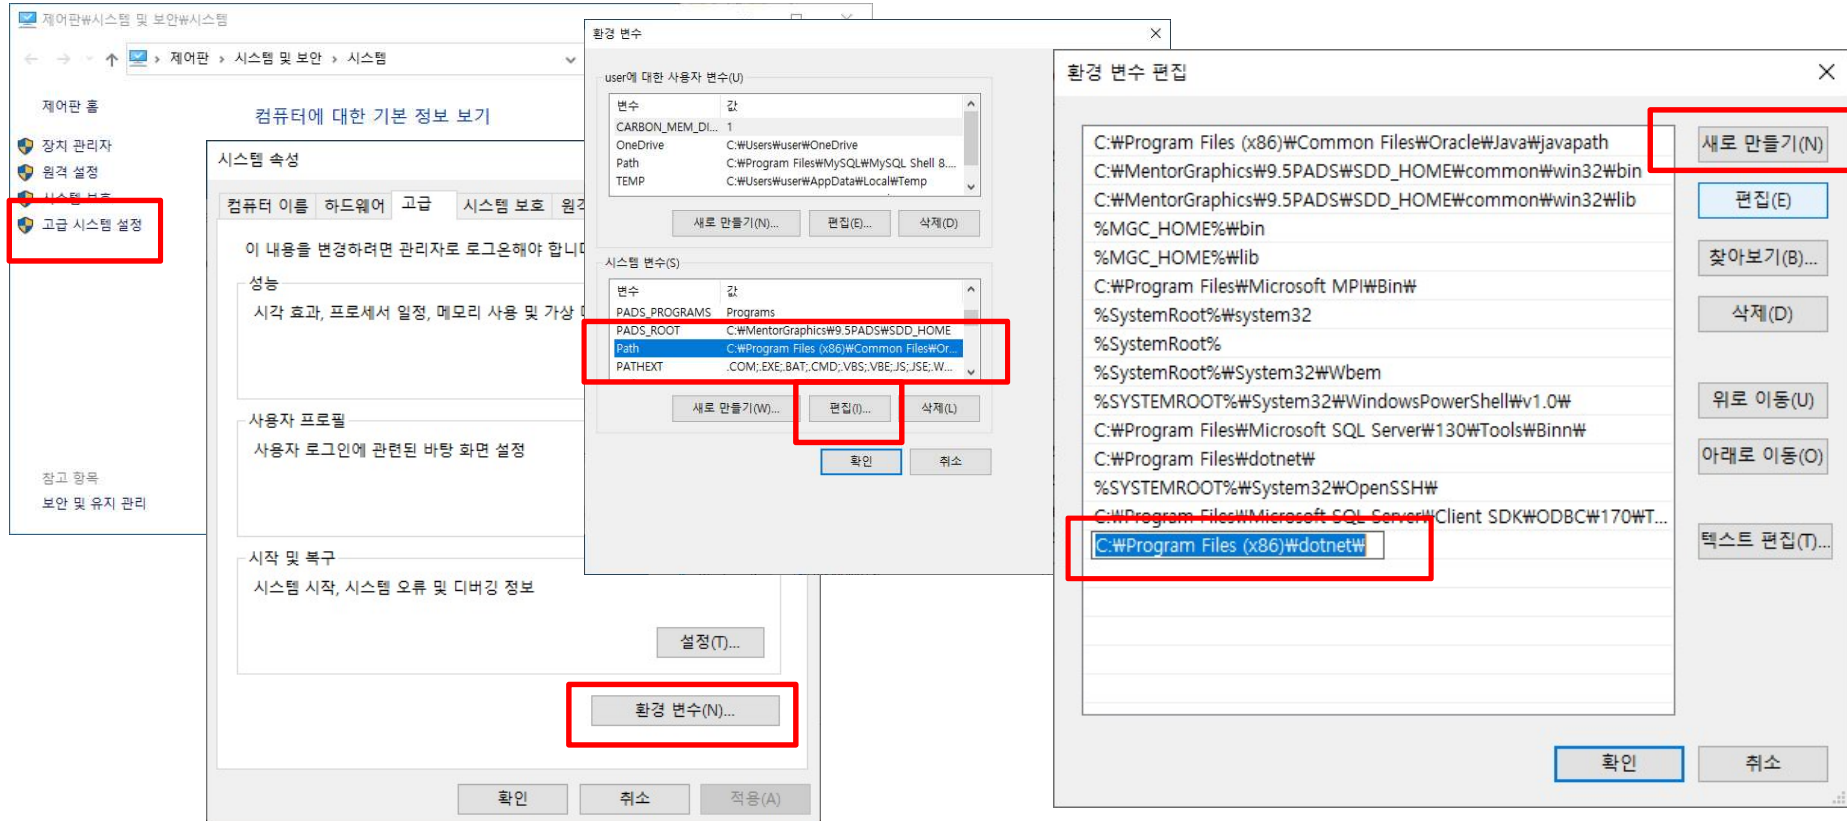 제어판₩시스템 및 보안₩시스템
제어판 › 시스템 및 보안 › 시스템
제어판 홈
장치 관리자
원격 설정
시스템 보호
고급 시스템 설정
참고 항목
보안 및 유지 관리
컴퓨터에 대한 기본 정보 보기
시스템 속성
컴퓨터 이름
하드웨어
고급
시스템 보호
원격
이 내용을 변경하려면 관리자로 로그온해야 합니다
성능
시각 효과, 프로세서 일정, 메모리 사용 및 가상
사용자 프로필
사용자 로그인에 관련된 바탕 화면 설정
시작 및 복구
시스템 시작, 시스템 오류 및 디버깅 정보
설정(T)...
환경 변수(N)...
확인
취소
적용(A)
환경 변수
user에 대한 사용자 변수(U)
변수 값
CARBON_MEM_DI... 1
OneDrive C:₩Users₩user₩OneDrive
Path C:₩Program Files₩MySQL₩MySQL Shell 8....
TEMP C:₩Users₩user₩AppData₩Local₩Temp
새로 만들기(N)...
편집(E)...
삭제(D)
시스템 변수(S)
변수 값
PADS_PROGRAMS Programs
PADS_ROOT C:₩MentorGraphics₩9.5PADS₩SDD_HOME
Path C:₩Program Files (x86)₩Common Files₩Or...
PATHEXT .COM;.EXE;.BAT;.CMD;.VBS;.VBE;.JS;.JSE;.W...
새로 만들기(W)...
편집(I)...
삭제(L)
확인
취소
환경 변수 편집
C:₩Program Files (x86)₩Common Files₩Oracle₩Java₩javapath
C:₩MentorGraphics₩9.5PADS₩SDD_HOME₩common₩win32₩bin
C:₩MentorGraphics₩9.5PADS₩SDD_HOME₩common₩win32₩lib
%MGC_HOME%₩bin
%MGC_HOME%₩lib
C:₩Program Files₩Microsoft MPI₩Bin₩
%SystemRoot%₩system32
%SystemRoot%
%SystemRoot%₩System32₩Wbem
%SYSTEMROOT%₩System32₩WindowsPowerShell₩v1.0₩
C:₩Program Files₩Microsoft SQL Server₩130₩Tools₩Binn₩
C:₩Program Files₩dotnet₩
%SYSTEMROOT%₩System32₩OpenSSH₩
C:₩Program Files₩Microsoft SQL Server₩Client SDK₩ODBC₩170₩T...
C:₩Program Files (x86)₩dotnet₩
새로 만들기(N)
편집(E)
찾아보기(B)...
삭제(D)
위로 이동(U)
아래로 이동(O)
텍스트 편집(T)...
확인
취소